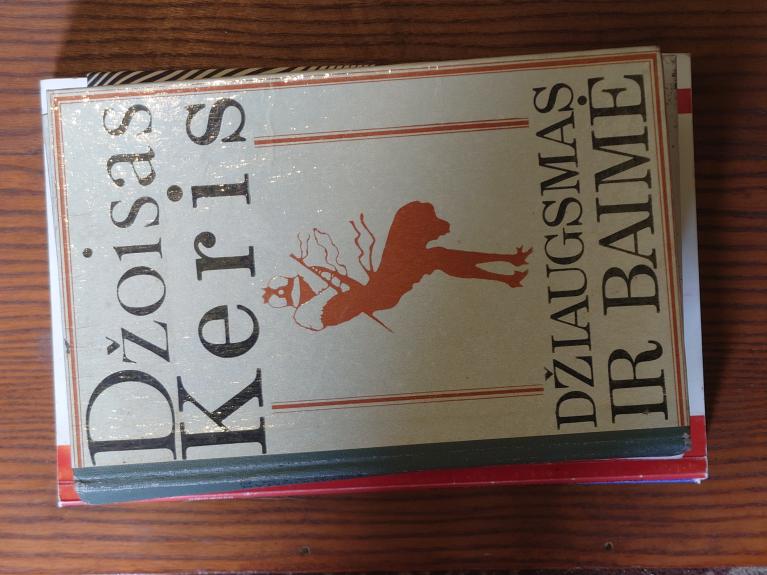 Džoisas
Keris
DŽIAUGSMAS
IR BAIMĖ